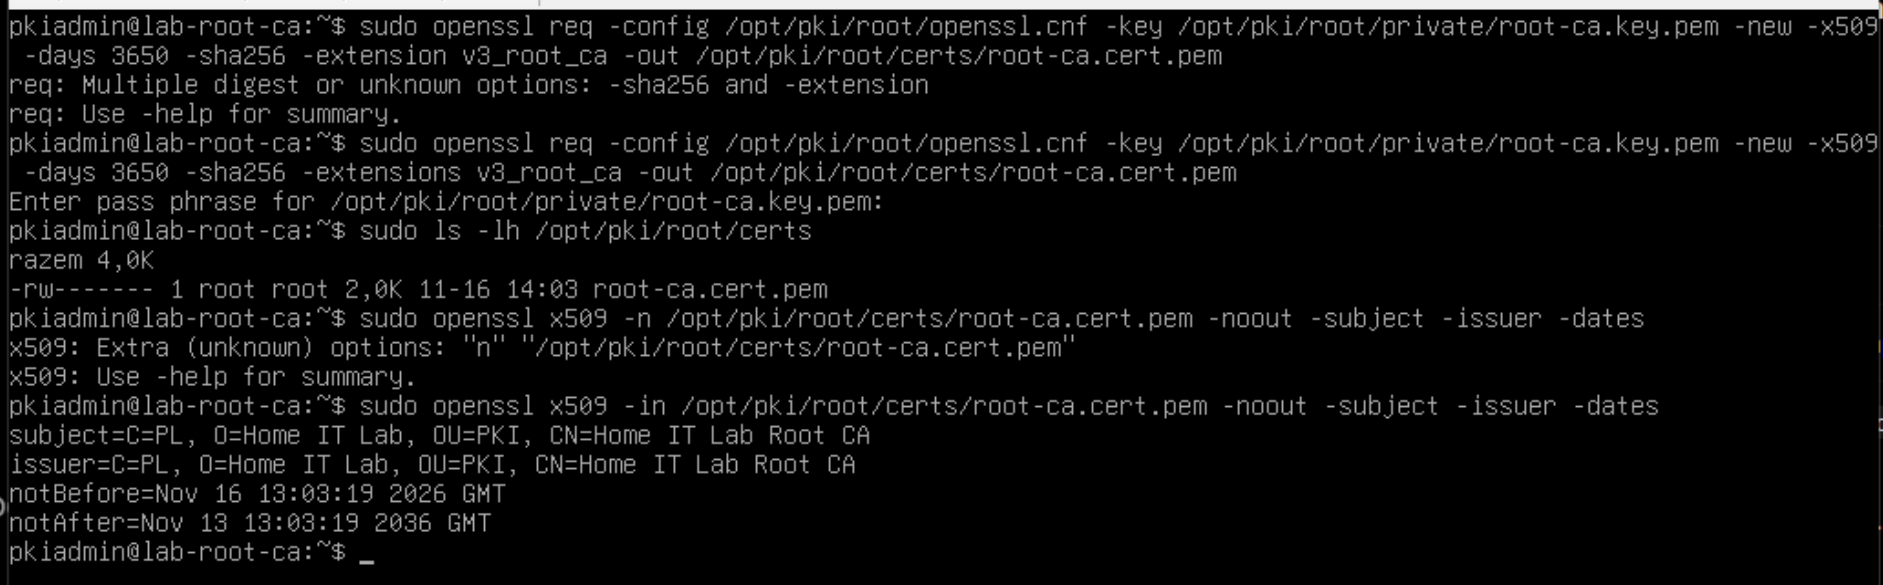 pkiadmin@lab-root-ca:~$ sudo openssl req -config /opt/pki/root/openssl.cnf -key /opt/pki/root/private/root-ca.key.pem -new -x509
 -days 3650 -sha256 -extension v3_root_ca -out /opt/pki/root/certs/root-ca.cert.pem
req: Multiple digest or unknown options: -sha256 and -extension
req: Use -help for summary.
pkiadmin@lab-root-ca:~$ sudo openssl req -config /opt/pki/root/openssl.cnf -key /opt/pki/root/private/root-ca.key.pem -new -x509
 -days 3650 -sha256 -extensions v3_root_ca -out /opt/pki/root/certs/root-ca.cert.pem
Enter pass phrase for /opt/pki/root/private/root-ca.key.pem:
pkiadmin@lab-root-ca:~$ sudo ls -lh /opt/pki/root/certs
razem 4,0K
-rw------- 1 root root 2,0K 11-16 14:03 root-ca.cert.pem
pkiadmin@lab-root-ca:~$ sudo openssl x509 -n /opt/pki/root/certs/root-ca.cert.pem -noout -subject -issuer -dates
x509: Extra (unknown) options: "n" "/opt/pki/root/certs/root-ca.cert.pem"
x509: Use -help for summary.
pkiadmin@lab-root-ca:~$ sudo openssl x509 -in /opt/pki/root/certs/root-ca.cert.pem -noout -subject -issuer -dates
subject=C=PL, O=Home IT Lab, OU=PKI, CN=Home IT Lab Root CA
issuer=C=PL, O=Home IT Lab, OU=PKI, CN=Home IT Lab Root CA
notBefore=Nov 16 13:03:19 2026 GMT
notAfter=Nov 13 13:03:19 2036 GMT
pkiadmin@lab-root-ca:~$ _